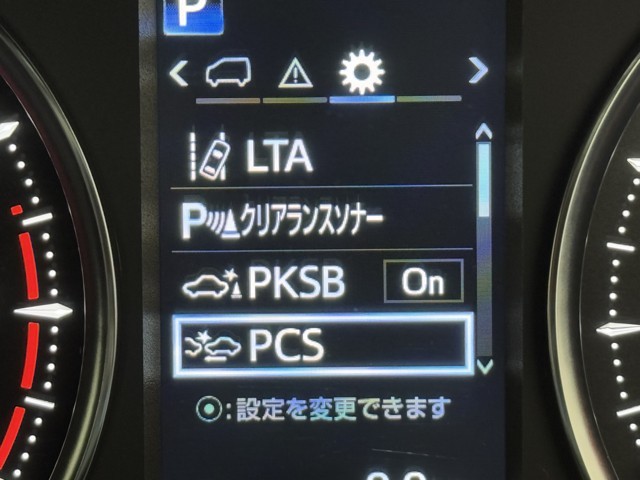 P
LTA
P クリアランスソナー
PKSB On
PCS
:設定を変更できます